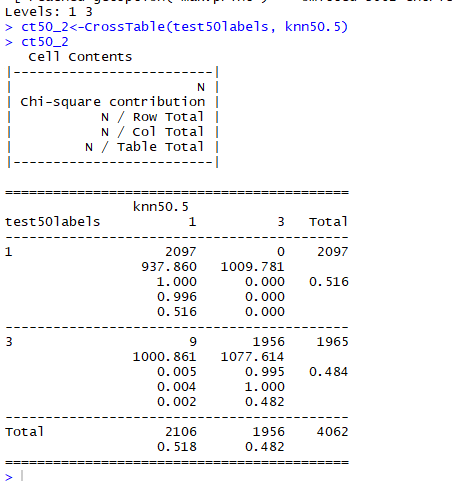 Levels: 1 3
> ct50_2<-CrossTable(test50labels, knn50.5)
> ct50_2
   Cell Contents
|-------------------------|
|                       N |
| Chi-square contribution |
|           N / Row Total |
|           N / Col Total |
|         N / Table Total |
|-------------------------|

===========================================
                knn50.5
test50labels           1          3   Total
-------------------------------------------
1                   2097          0    2097
                 937.860   1009.781
                   1.000      0.000   0.516
                   0.996      0.000
                   0.516      0.000
-------------------------------------------
3                      9       1956    1965
                1000.861   1077.614
                   0.005      0.995   0.484
                   0.004      1.000
                   0.002      0.482
-------------------------------------------
Total               2106       1956    4062
                   0.518      0.482
===========================================
>